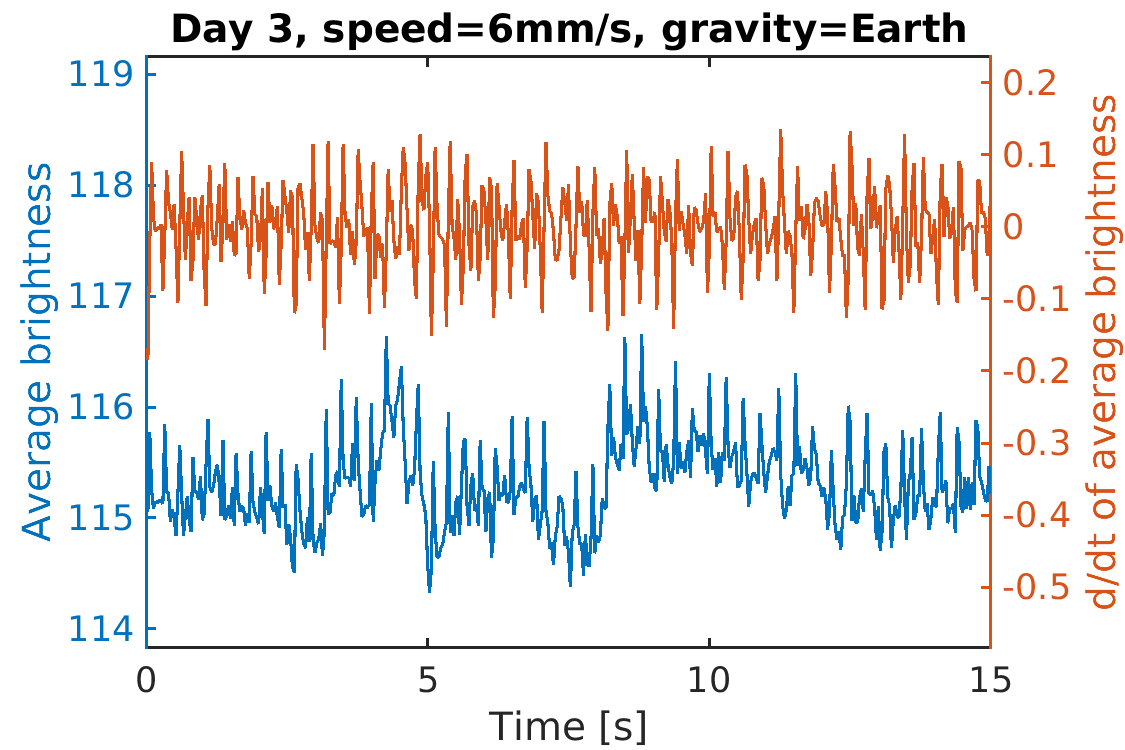 Day 3, speed=6mm/s, gravity=Earth
119
118
117
116
115
114
Average brightness
0.2
0.1
0
-0.1
-0.2
-0.3
-0.4
-0.5
d/dt of average brightness
0 5 10 15
Time [s]